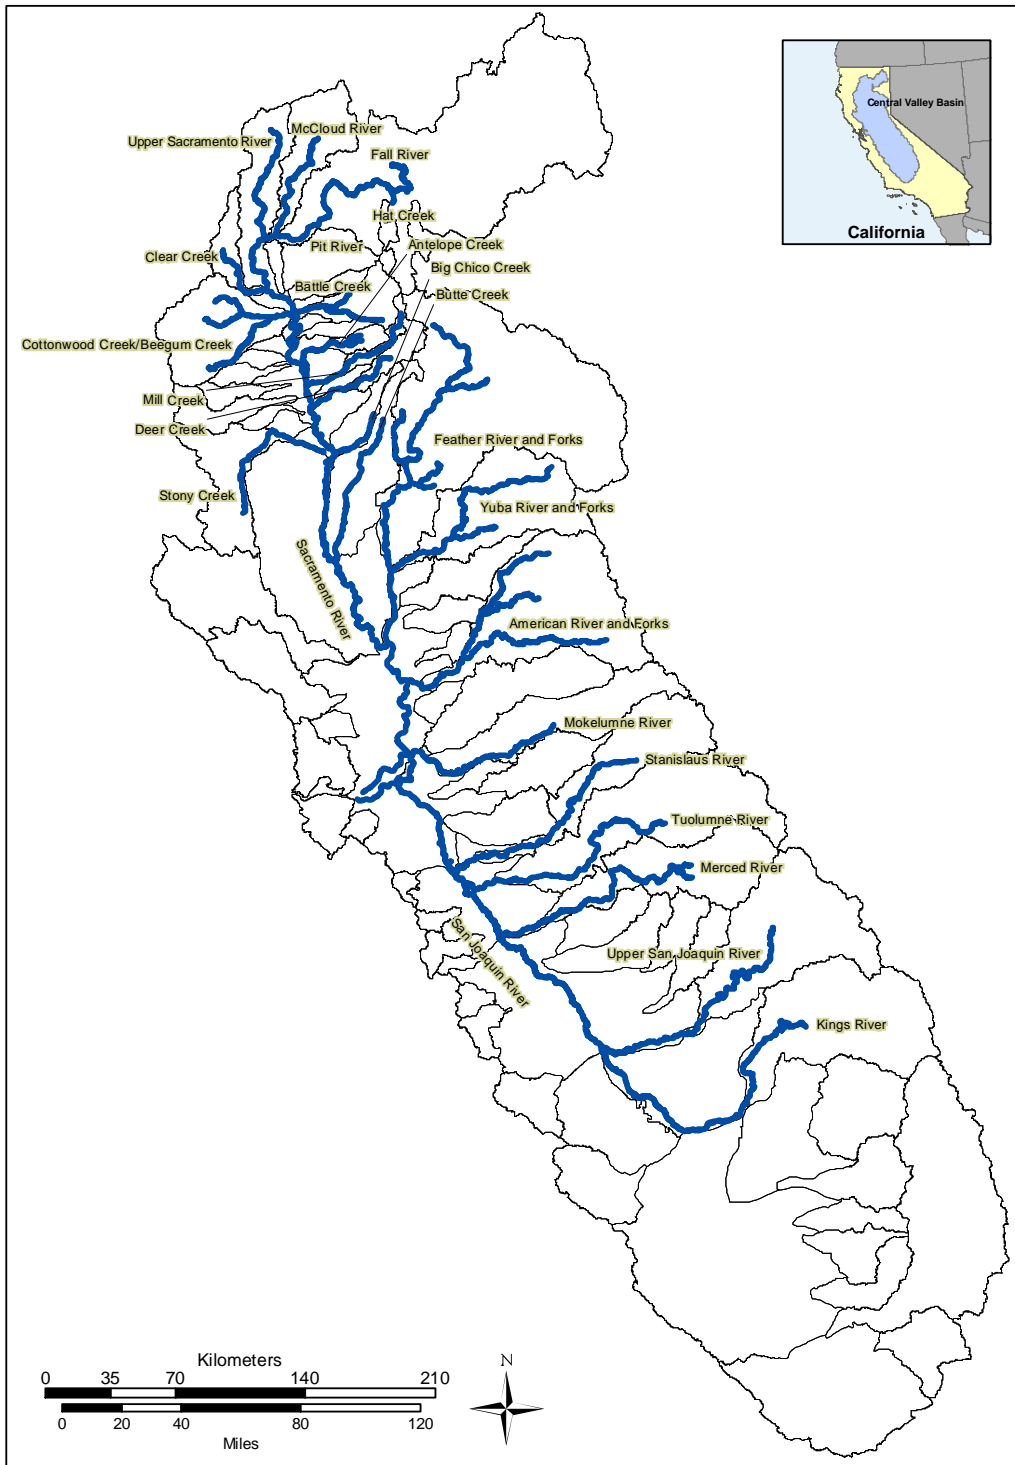 Central Valley Basin
California
Upper Sacramento River
McCloud River
Fall River
Hat Creek
Pit River
Antelope Creek
Clear Creek
Big Chico Creek
Battle Creek
Butte Creek
Cottonwood Creek/Beegum Creek
Mill Creek
Deer Creek
Feather River and Forks
Stony Creek
Yuba River and Forks
Sacramento River
American River and Forks
Mokelumne River
Stanislaus River
Tuolumne River
Merced River
San Joaquin River
Upper San Joaquin River
Kings River
Kilometers
0 35 70 140 210
0 20 40 80 120
Miles
N